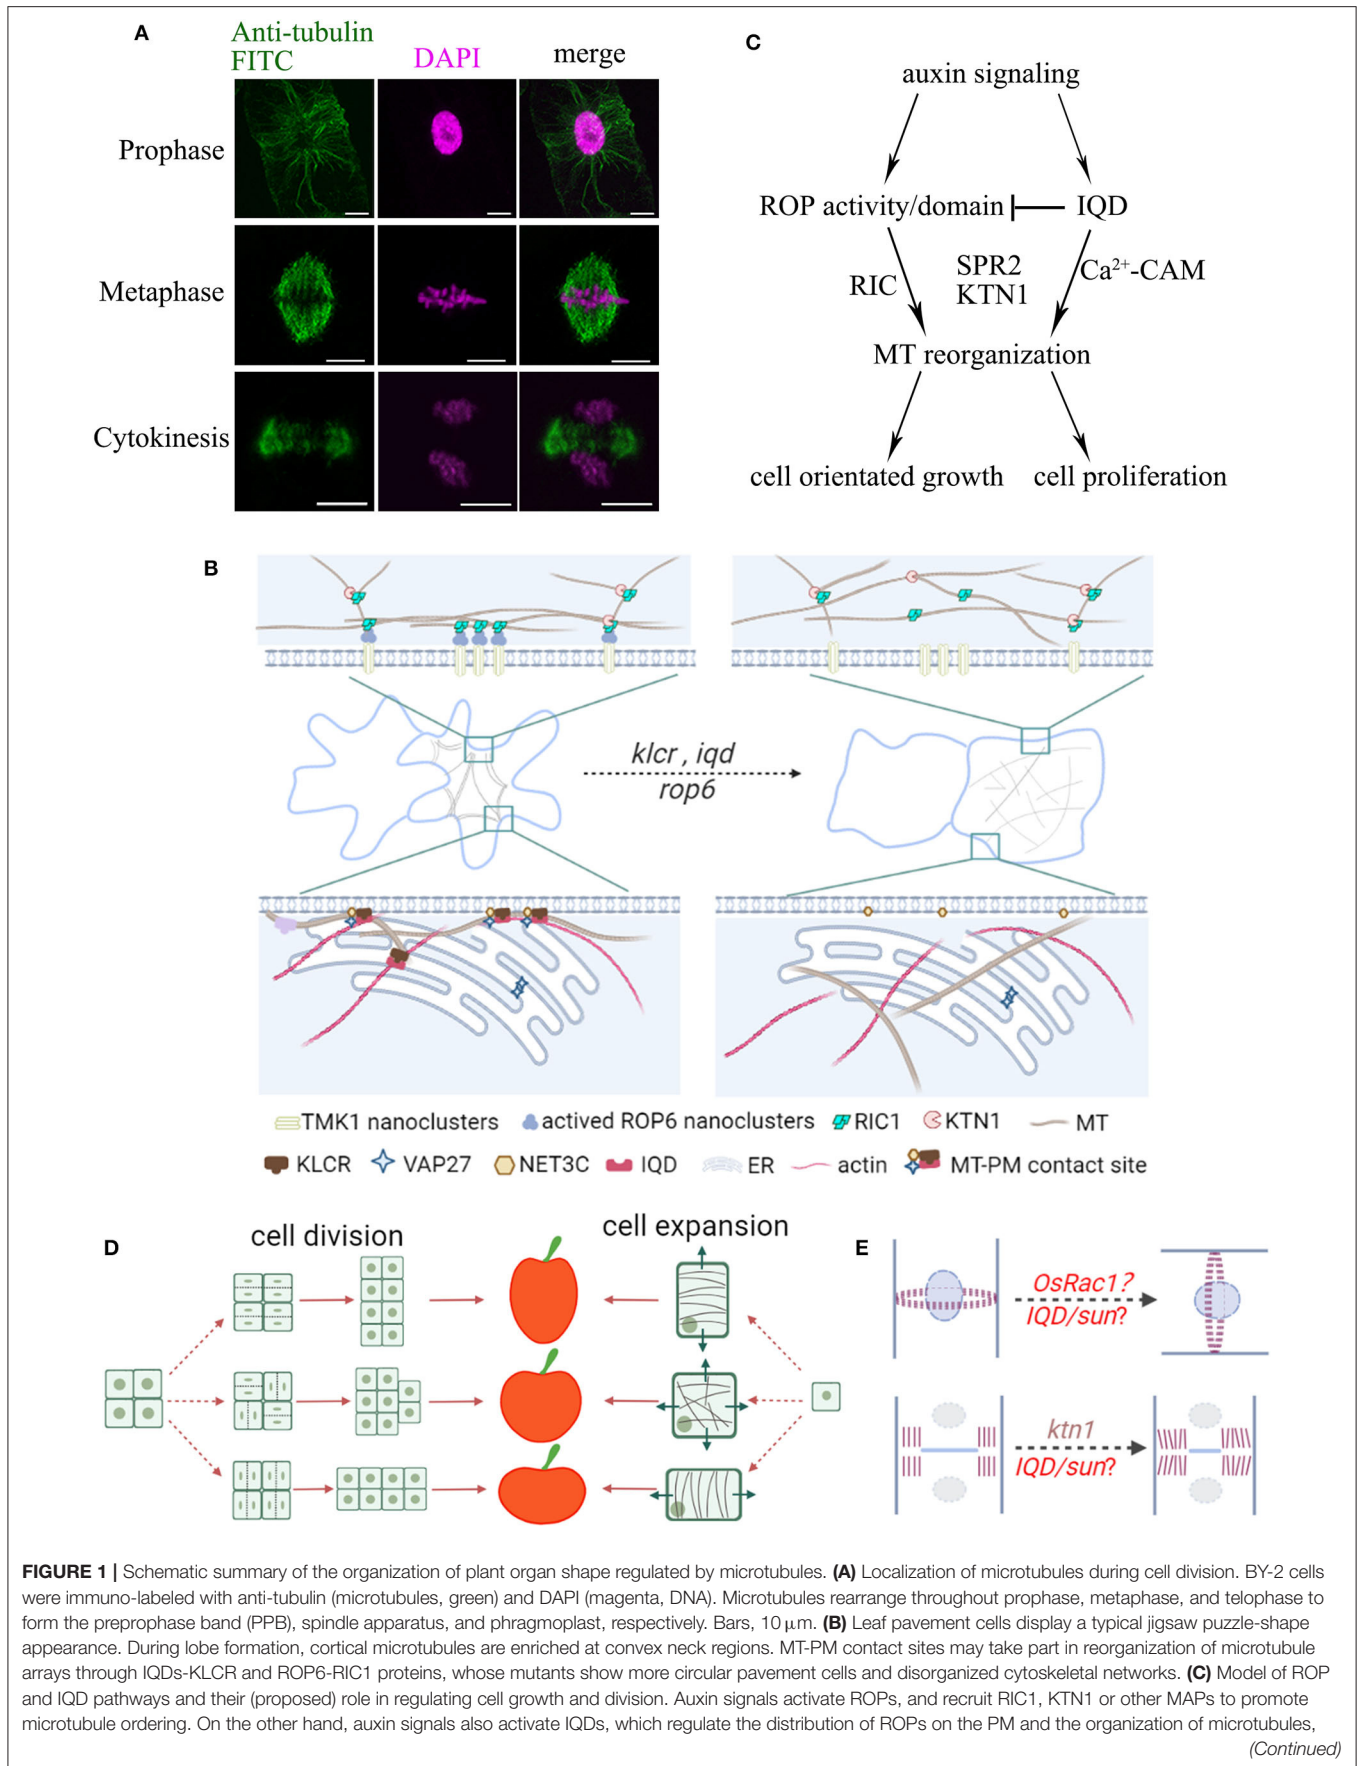 A
Anti-tubulin
FITC
DAPI
merge
Prophase
Metaphase
Cytokinesis
C
auxin signaling
ROP activity/domain
IQD
RIC
SPR2
KTN1
Ca²⁺-CAM
MT reorganization
cell orientated growth
cell proliferation
B
klcr , iqd
rop6
TMK1 nanoclusters
actived ROP6 nanoclusters
RIC1
KTN1
MT
KLCR
VAP27
NET3C
IQD
ER
actin
MT-PM contact site
D
cell division
cell expansion
E
OsRac1?
IQD/sun?
ktn1
IQD/sun?
FIGURE 1 | Schematic summary of the organization of plant organ shape regulated by microtubules. (A) Localization of microtubules during cell division. BY-2 cells
were immuno-labeled with anti-tubulin (microtubules, green) and DAPI (magenta, DNA). Microtubules rearrange throughout prophase, metaphase, and telophase to
form the preprophase band (PPB), spindle apparatus, and phragmoplast, respectively. Bars, 10 μm. (B) Leaf pavement cells display a typical jigsaw puzzle-shape
appearance. During lobe formation, cortical microtubules are enriched at convex neck regions. MT-PM contact sites may take part in reorganization of microtubule
arrays through IQDs-KLCR and ROP6-RIC1 proteins, whose mutants show more circular pavement cells and disorganized cytoskeletal networks. (C) Model of ROP
and IQD pathways and their (proposed) role in regulating cell growth and division. Auxin signals activate ROPs, and recruit RIC1, KTN1 or other MAPs to promote
microtubule ordering. On the other hand, auxin signals also activate IQDs, which regulate the distribution of ROPs on the PM and the organization of microtubules,
(Continued)